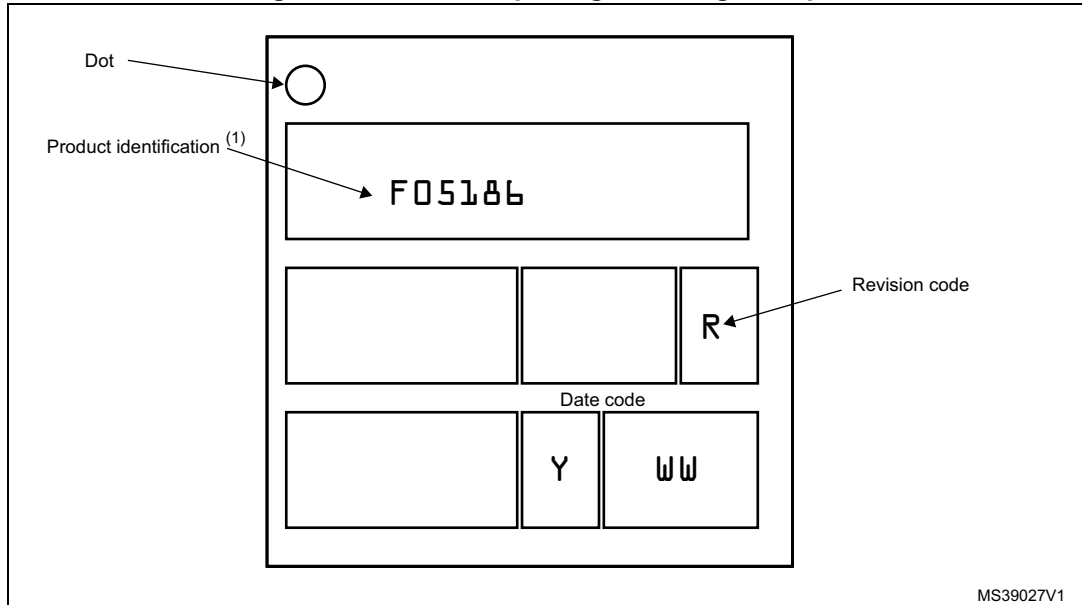 Dot
Product identification (1)
F05186
Revision code
R
Date code
Y WW
MS39027V1